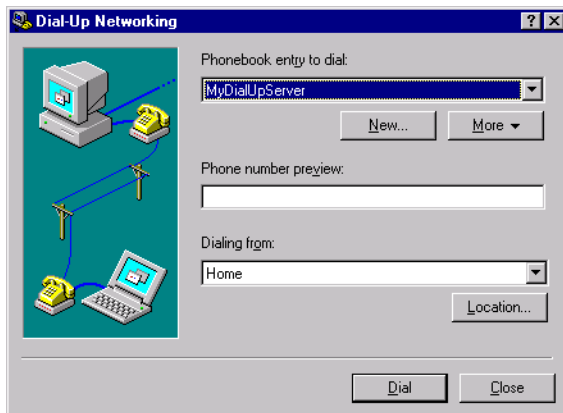 Dial-Up Networking
Phonebook entry to dial:
MyDialUpServer
New...
More
Phone number preview:
Dialing from:
Home
Location...
Dial
Close